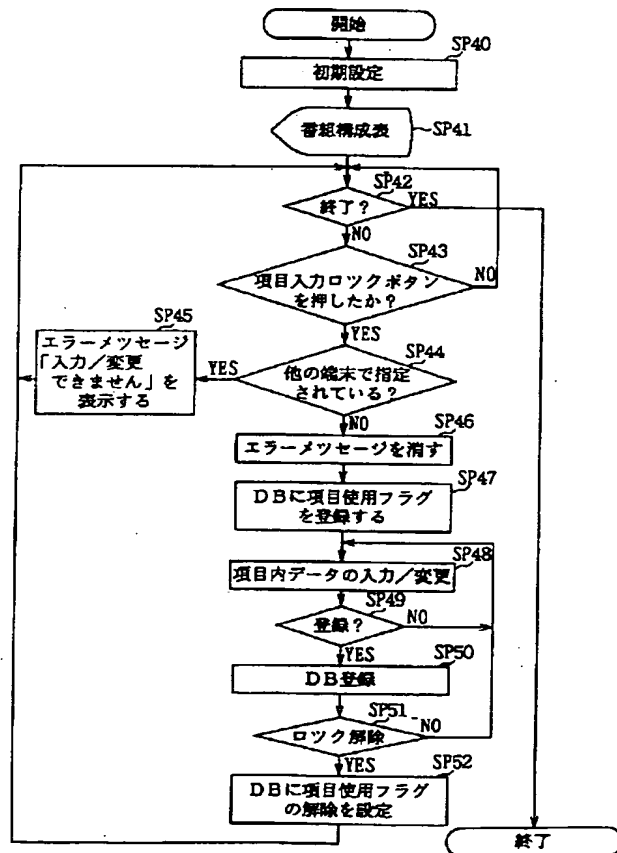 開始
SP40
初期設定
番組構成表
SP41
SP42
終了?
YES
NO
SP43
項目入力ロックボタン
を押したか?
NO
YES
SP45
エラーメツセージ
「入力/変更
できません」を
表示する
YES
SP44
他の端末で指定
されている?
NO
SP46
エラーメツセージを消す
SP47
DBに項目使用フラグ
を登録する
SP48
項目内データの入力/変更
SP49
登録?
NO
YES
SP50
DB登録
SP51
ロツク解除
NO
YES
SP52
DBに項目使用フラグ
の解除を設定
終了